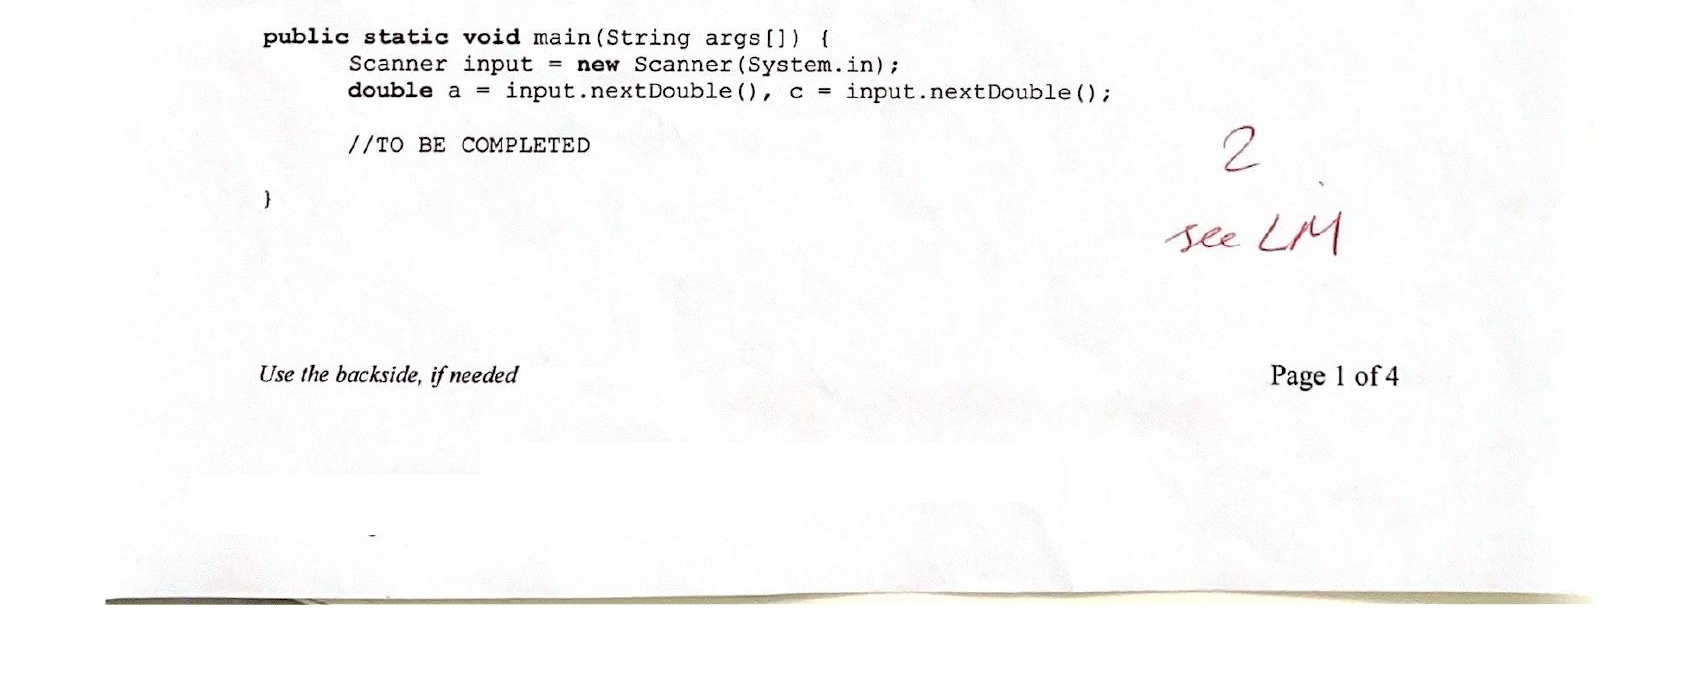 public static void main(String args[]) {
Scanner input = new Scanner(System.in);
double a = input.nextDouble(), c = input.nextDouble();
//TO BE COMPLETED
2
}
see LM
Use the backside, if needed
Page 1 of 4